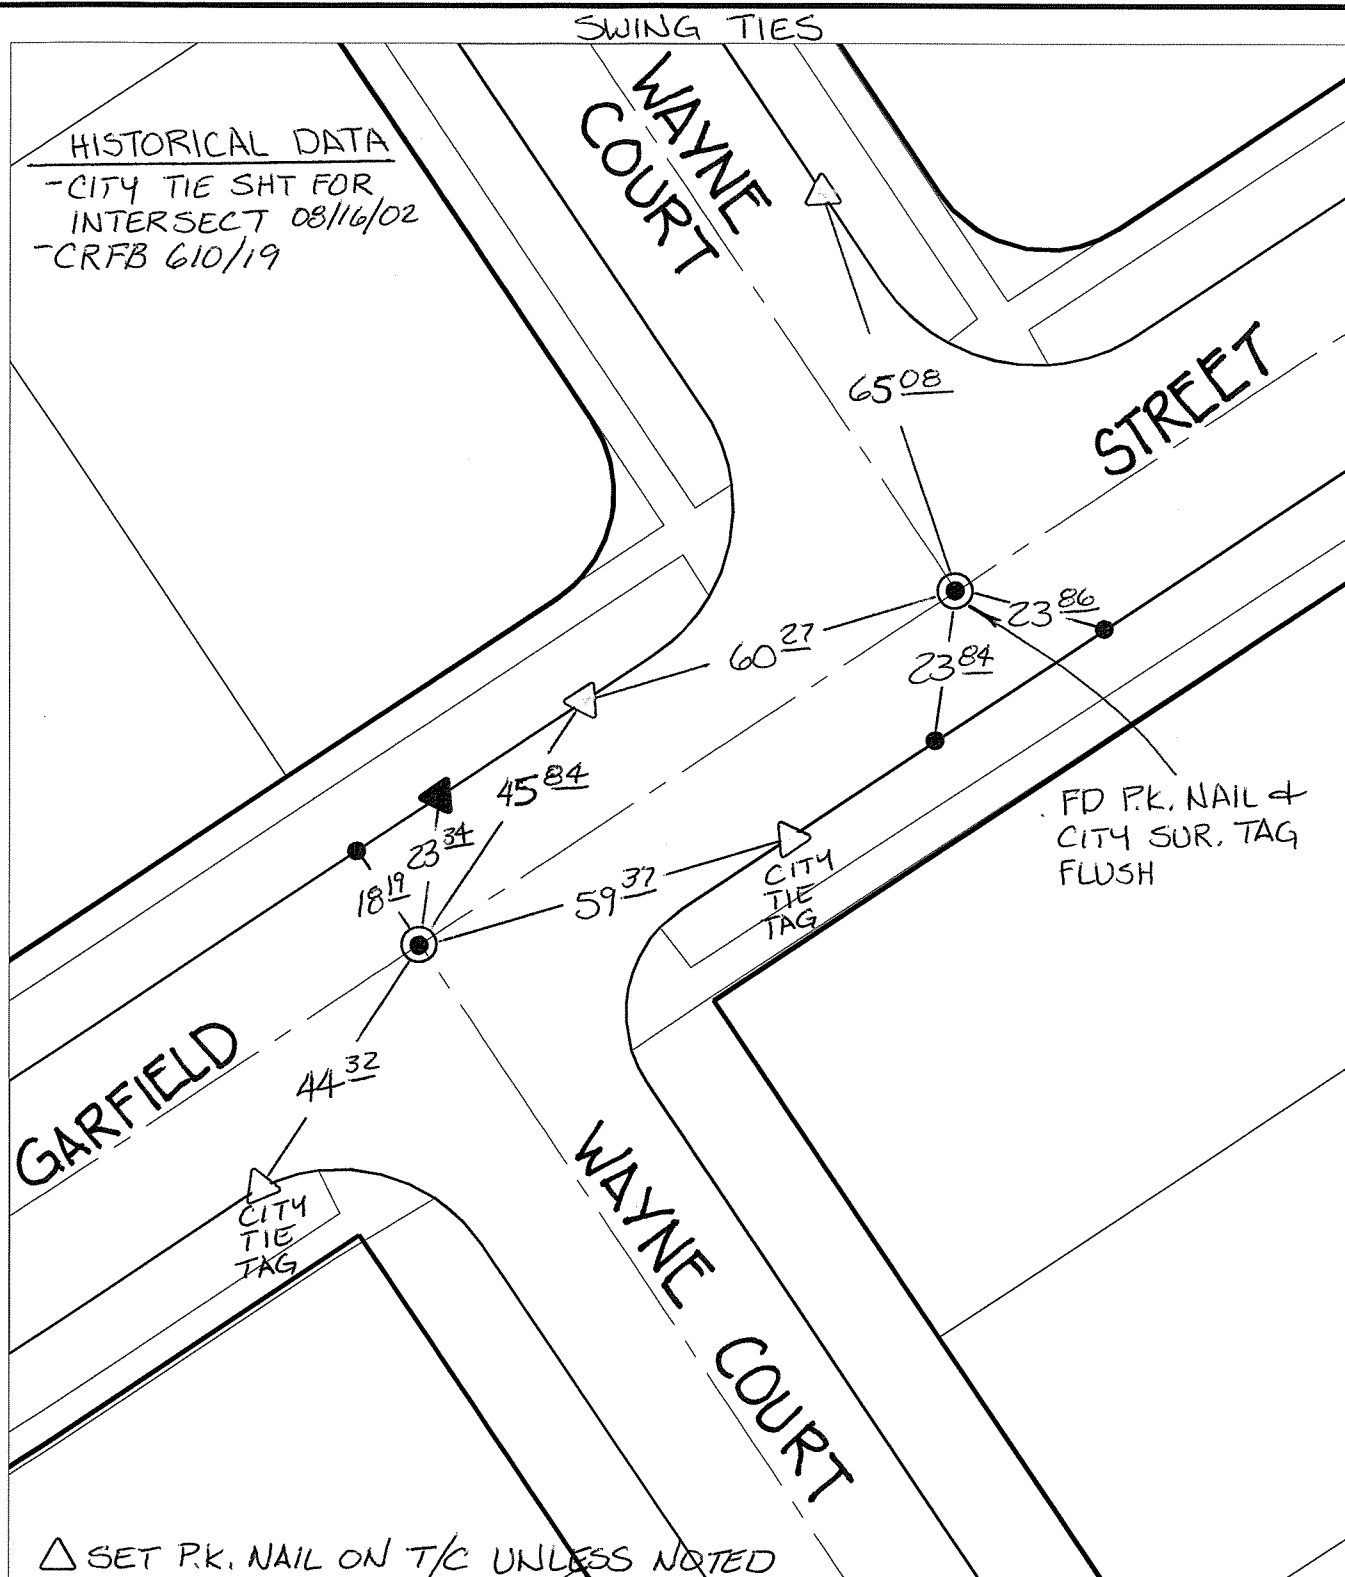 SWING TIES
HISTORICAL DATA
-CITY TIE SHT FOR
INTERSECT 08/16/02
-CRFB 610/19
WAYNE
COURT
STREET
65 08
23 86
60 27
23 84
45 84
23 34
18 19
59 37
CITY
TIE
TAG
FD P.K. NAIL &
CITY SUR. TAG
FLUSH
44 32
GARFIELD
CITY
TIE
TAG
WAYNE COURT
△ SET P.K. NAIL ON T/C UNLESS NOTED